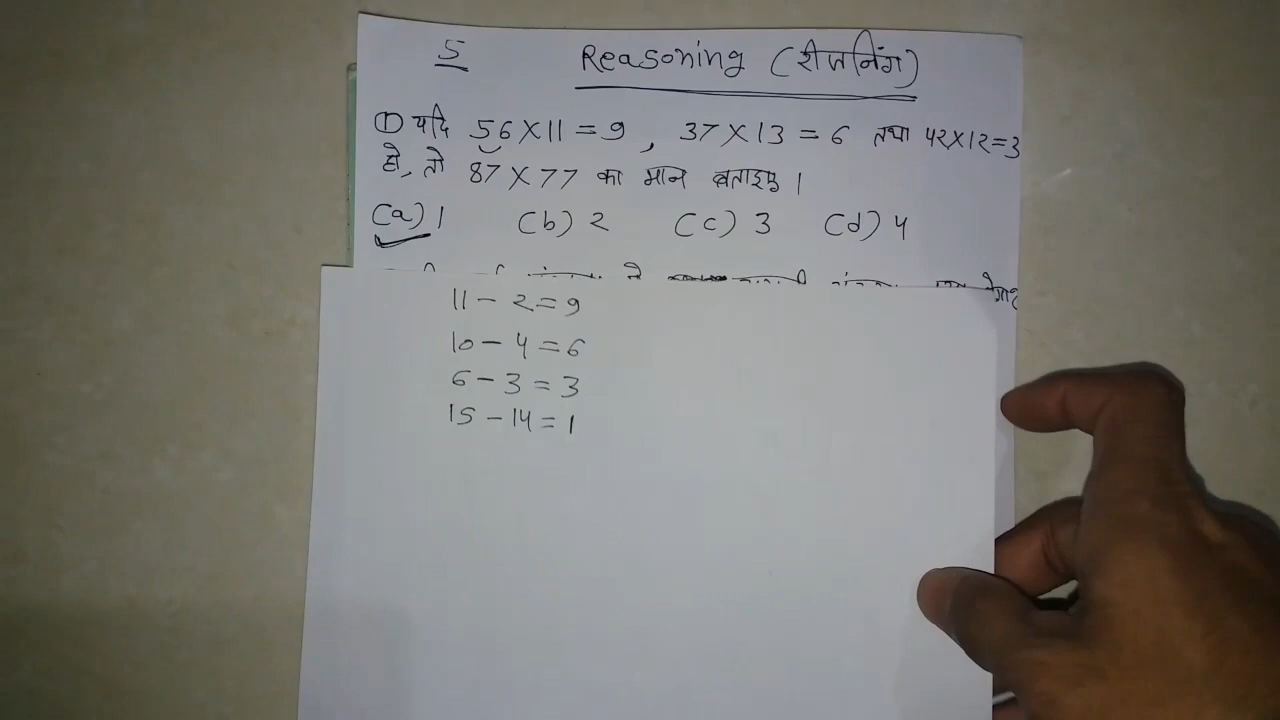 5 Reasoning (रीजनिंग)
① यदि 56×11=9, 37×13=6 तथा 42×12=3
हो, तो 87×77 का मान बताइए।
(a) 1 (b) 2 (c) 3 (d) 4
11-2=9
10-4=6
6-3=3
15-14=1